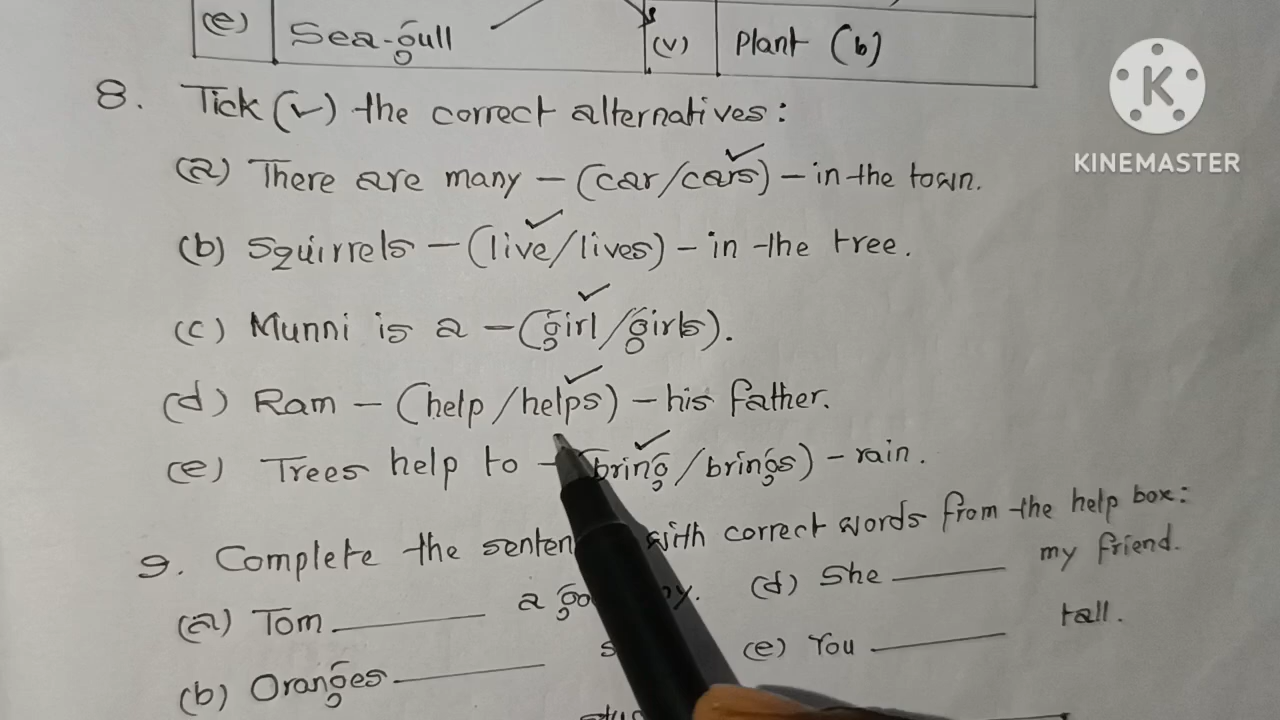 (e) Sea-gull (v) Plant (b)
8. Tick (✓) the correct alternatives:
(a) There are many – (car/cars) – in the town.
(b) Squirrels – (live/lives) – in the tree.
(c) Munni is a – (girl/girls).
(d) Ram – (help/helps) – his father.
(e) Trees help to – (bring/brings) – rain.
9. Complete the with correct words from the help box:
(a) Tom ______ a (d) She ______ my friend.
(b) Oranges ______ (e) You ______ tall.
KINEMASTER